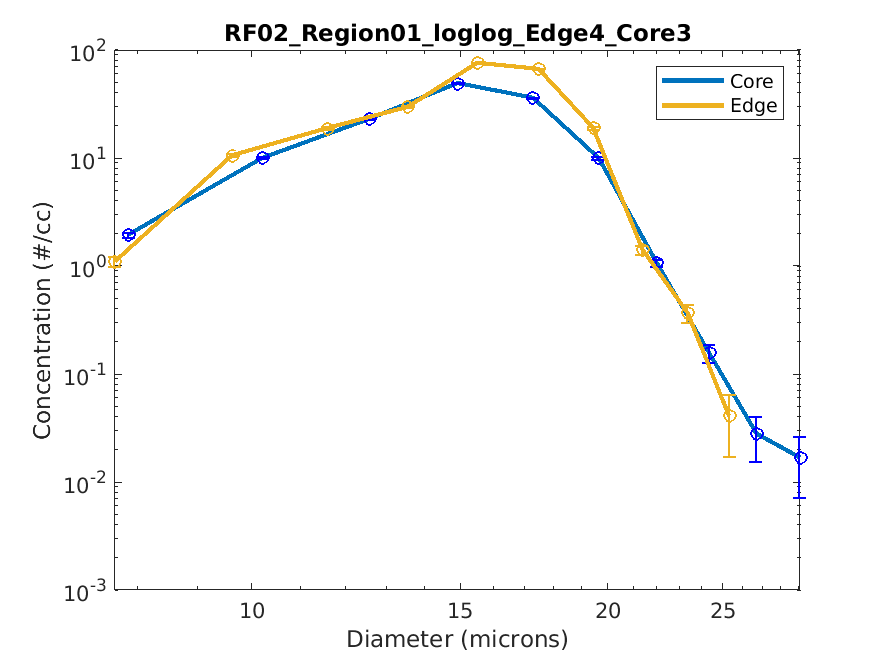 RF02_Region01_loglog_Edge4_Core3
Core
Edge
10^2
10^1
10^0
10^-1
10^-2
10^-3
Concentration (#/cc)
10 15 20 25
Diameter (microns)